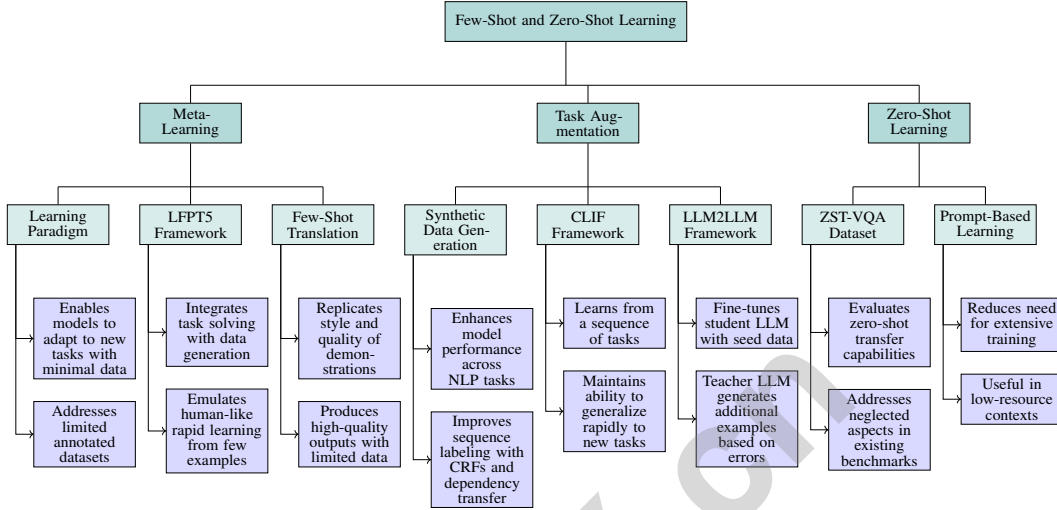 Few-Shot and Zero-Shot Learning
Meta-
Learning
Task Aug-
mentation
Zero-Shot
Learning
Learning
Paradigm
LFPT5
Framework
Few-Shot
Translation
Synthetic
Data Gen-
eration
CLIF
Framework
LLM2LLM
Framework
ZST-VQA
Dataset
Prompt-Based
Learning
Enables
models to
adapt to new
tasks with
minimal data
Addresses
limited
annotated
datasets
Integrates
task solving
with data
generation
Emulates
human-like
rapid learning
from few
examples
Replicates
style and
quality of
demon-
strations
Produces
high-quality
outputs with
limited data
Enhances
model
performance
across
NLP tasks
Improves
sequence
labeling with
CRFs and
dependency
transfer
Learns from
a sequence
of tasks
Maintains
ability to
generalize
rapidly to
new tasks
Fine-tunes
student LLM
with seed data
Teacher LLM
generates
additional
examples
based on
errors
Evaluates
zero-shot
transfer
capabilities
Addresses
neglected
aspects in
existing
benchmarks
Reduces need
for extensive
training
Useful in
low-resource
contexts